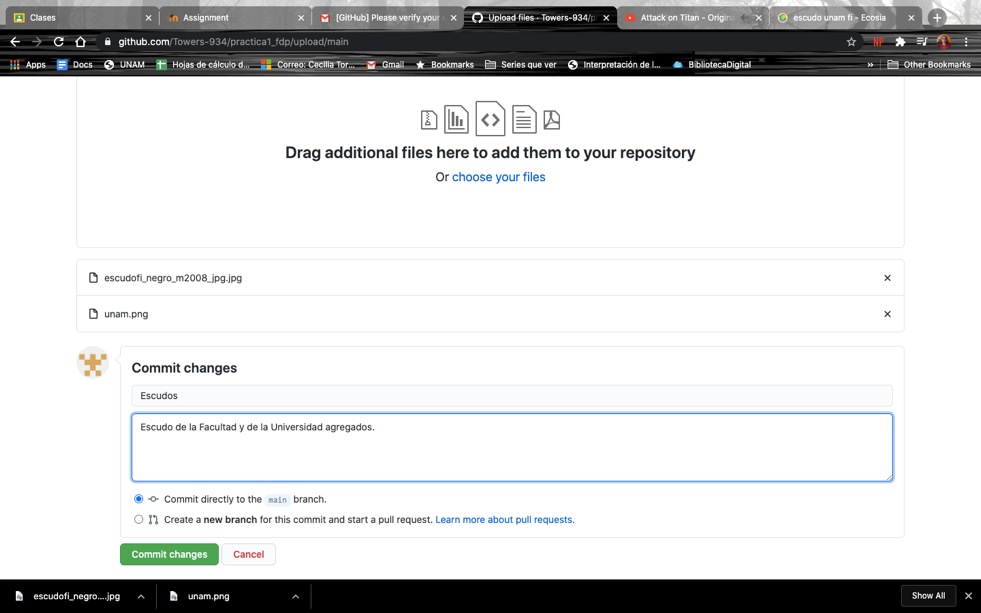 Clases
Assignment
[GitHub] Please verify your
Upload files · Towers-934/p
Attack on Titan - Origina
escudo unam fi - Ecosia
github.com/Towers-934/practica1_fdp/upload/main
NP
Apps
Docs
UNAM
Hojas de cálculo d...
Correo: Cecilia Tor...
Gmail
Bookmarks
Series que ver
Interpretación de l...
BibliotecaDigital
»
Other Bookmarks
Drag additional files here to add them to your repository
Or choose your files
escudofi_negro_m2008_jpg.jpg
unam.png
Commit changes
Escudos
Escudo de la Facultad y de la Universidad agregados.
Commit directly to the main branch.
Create a new branch for this commit and start a pull request. Learn more about pull requests.
Commit changes
Cancel
escudofi_negro....jpg
unam.png
Show All